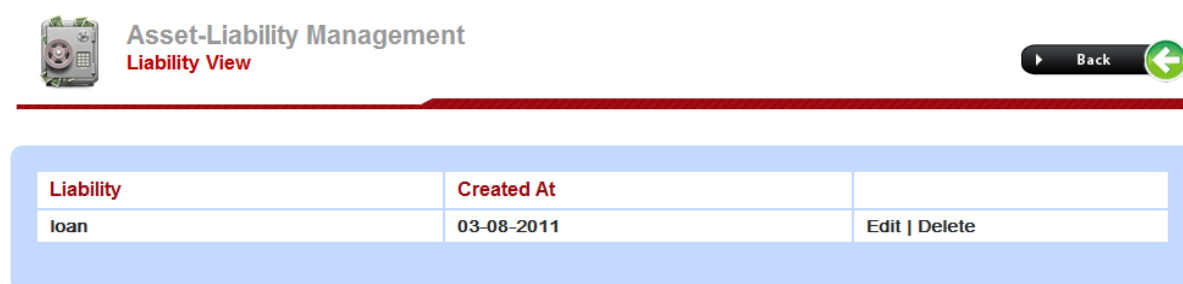 Asset-Liability Management
Liability View
Back
Liability Created At
loan 03-08-2011 Edit | Delete